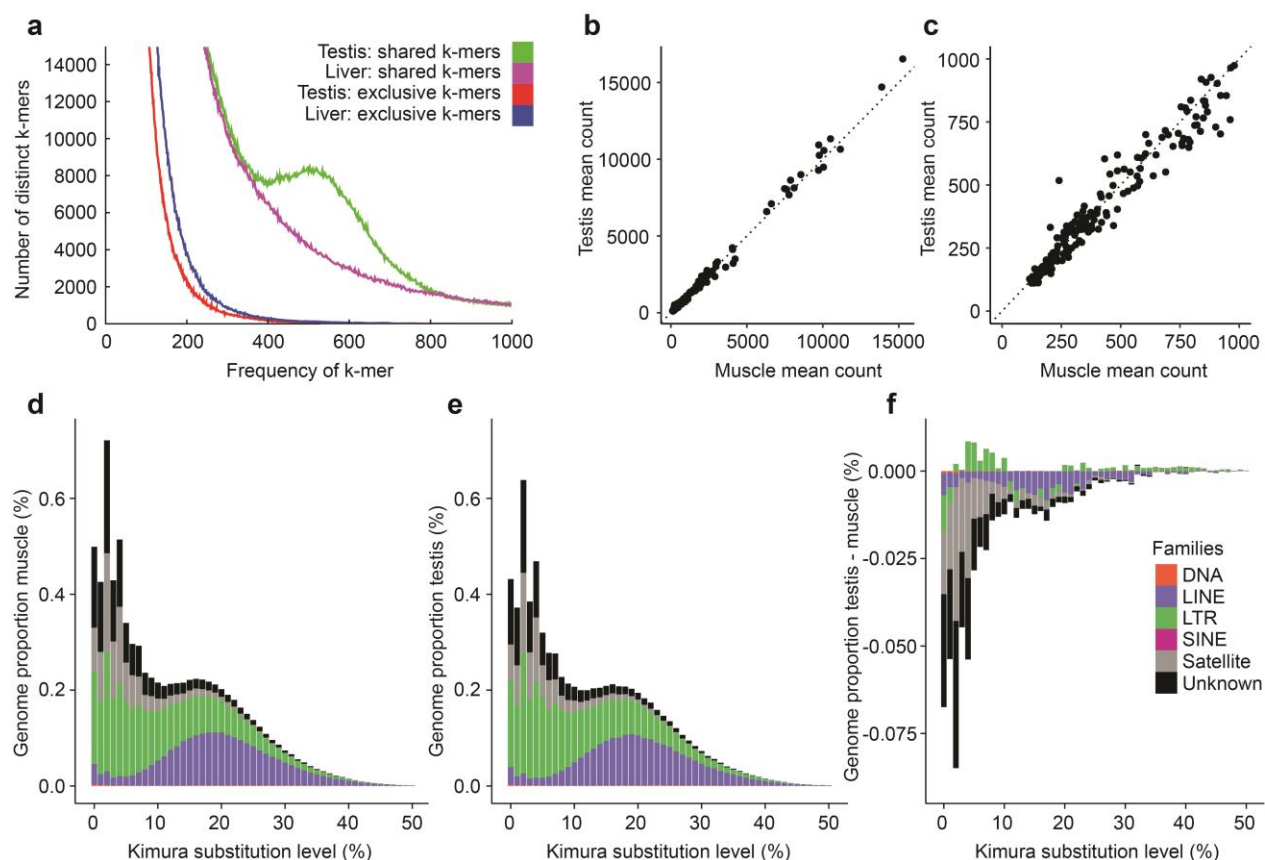 a
Testis: shared k-mers
Liver: shared k-mers
Testis: exclusive k-mers
Liver: exclusive k-mers
14000
12000
10000
8000
6000
4000
2000
0
Number of distinct k-mers
0 200 400 600 800 1000
Frequency of k-mer
b
15000
10000
5000
0
Testis mean count
0 5000 10000 15000
Muscle mean count
c
1000
750
500
250
0
Testis mean count
0 250 500 750 1000
Muscle mean count
d
0.6
0.4
0.2
0.0
Genome proportion muscle (%)
0 10 20 30 40 50
Kimura substitution level (%)
e
0.6
0.4
0.2
0.0
Genome proportion testis (%)
0 10 20 30 40 50
Kimura substitution level (%)
f
0.000
-0.025
-0.050
-0.075
Genome proportion testis - muscle (%)
Families
DNA
LINE
LTR
SINE
Satellite
Unknown
0 10 20 30 40 50
Kimura substitution level (%)